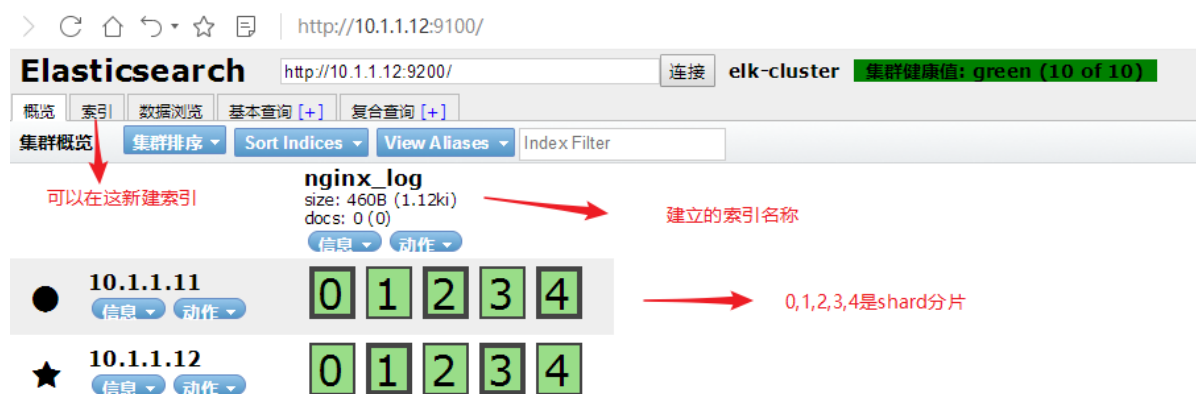 http://10.1.1.12:9100/
Elasticsearch http://10.1.1.12:9200/ 连接 elk-cluster 集群健康值: green (10 of 10)
概览 索引 数据浏览 基本查询 [+] 复合查询 [+]
集群概览 集群排序 Sort Indices View Aliases Index Filter
nginx_log
size: 460B (1.12ki)
docs: 0 (0)
信息 动作
可以在这新建索引
建立的索引名称
10.1.1.11
信息 动作
0 1 2 3 4
0,1,2,3,4是shard分片
10.1.1.12
信息 动作
0 1 2 3 4